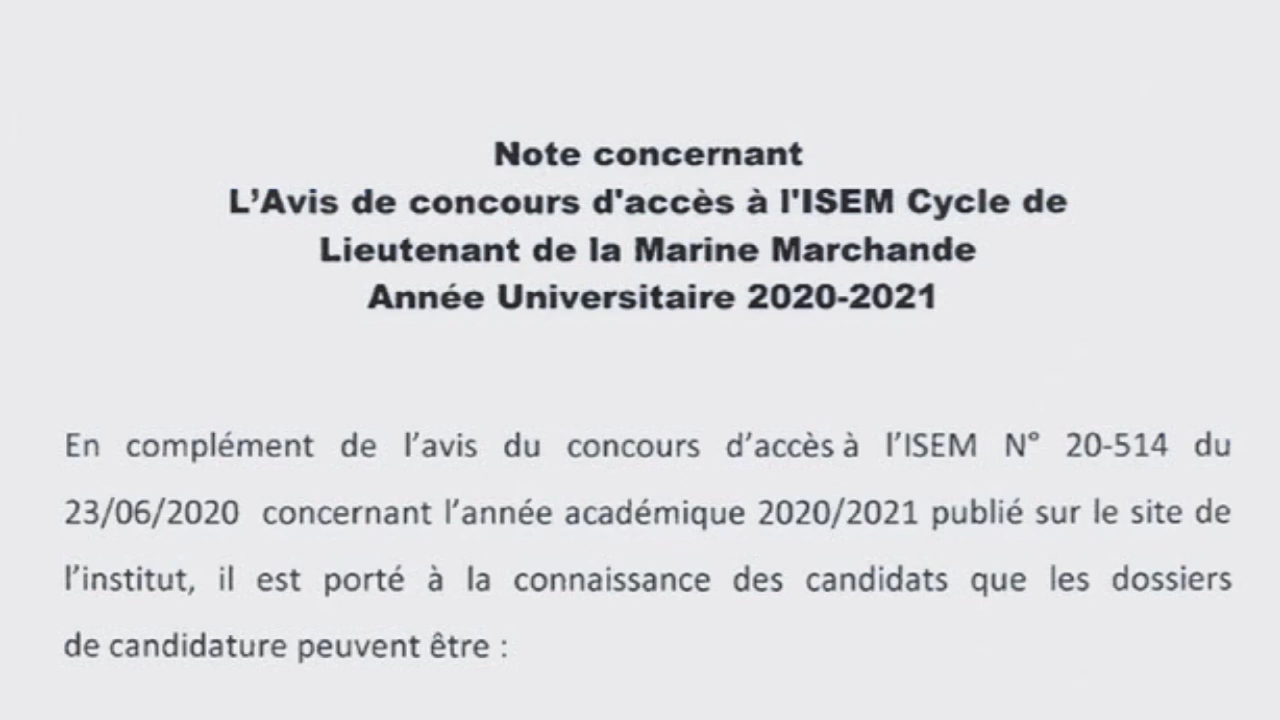 Note concernant
L’Avis de concours d'accès à l'ISEM Cycle de
Lieutenant de la Marine Marchande
Année Universitaire 2020-2021
En complément de l’avis du concours d’accès à l’ISEM N° 20-514 du
23/06/2020 concernant l’année académique 2020/2021 publié sur le site de
l’institut, il est porté à la connaissance des candidats que les dossiers
de candidature peuvent être :